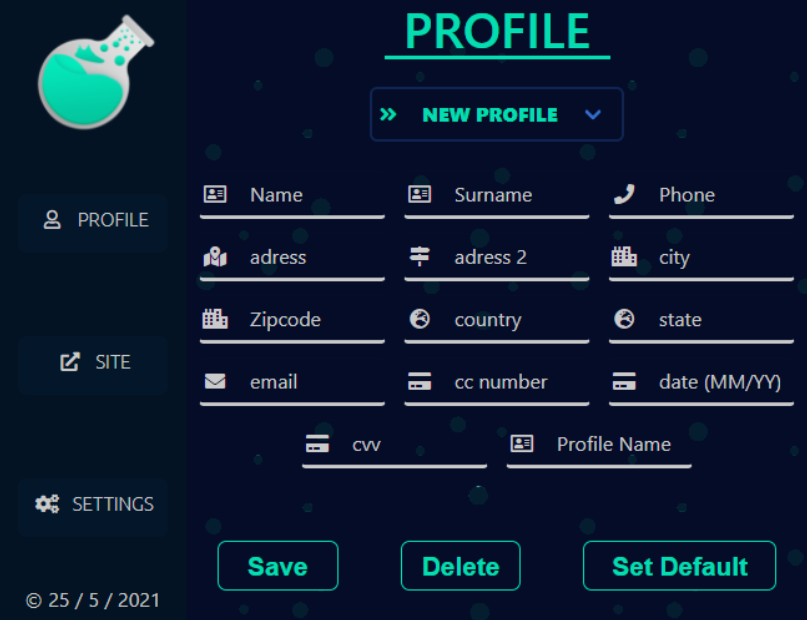 PROFILE
NEW PROFILE
Name Surname Phone
PROFILE
adress adress 2 city
Zipcode country state
SITE
email cc number date (MM/YY)
cvv Profile Name
SETTINGS
Save Delete Set Default
© 25 / 5 / 2021